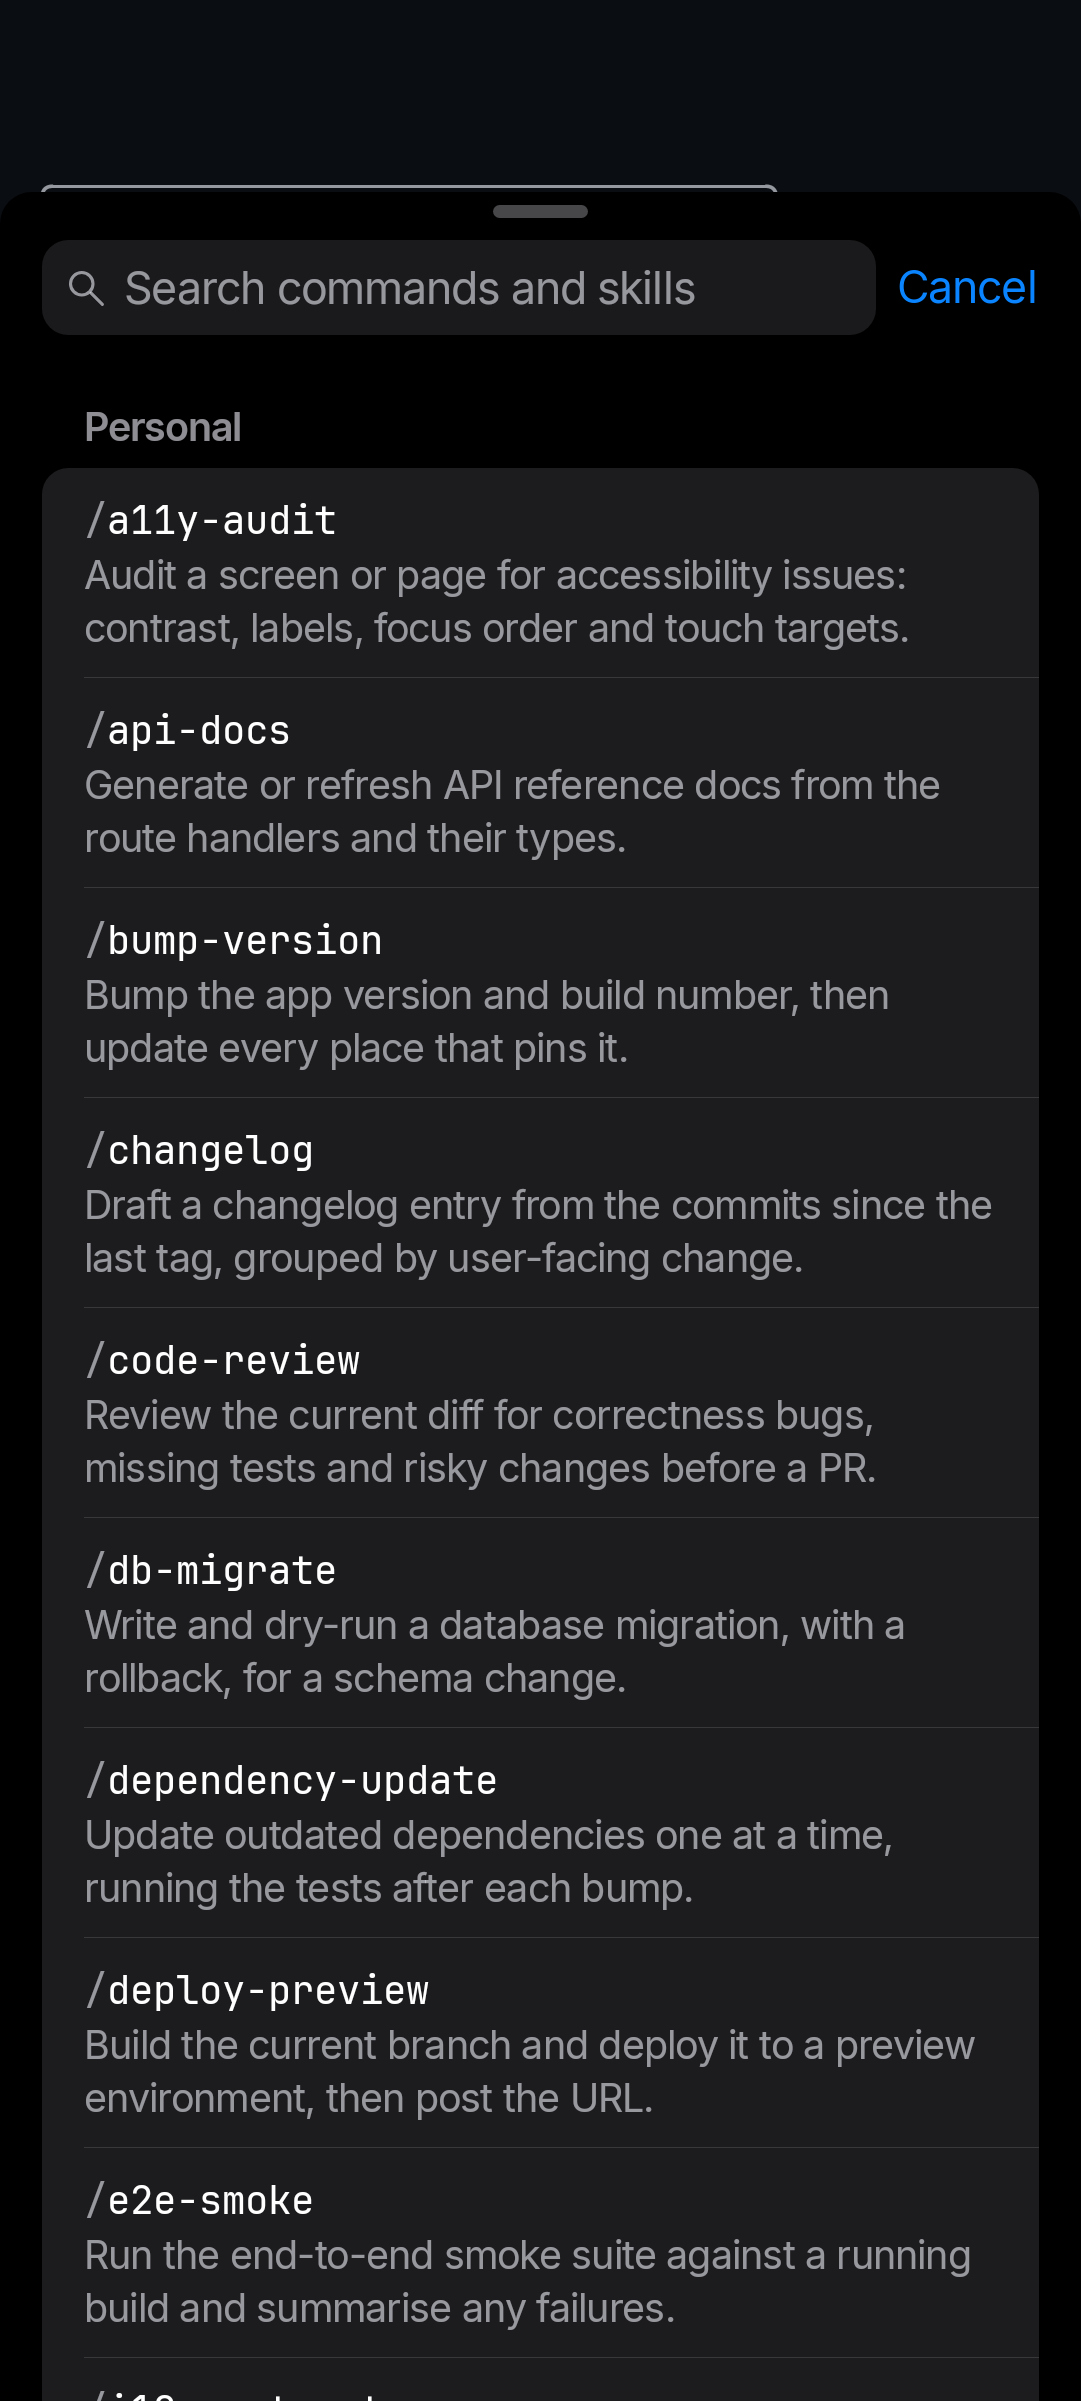 Search commands and skills
Cancel
Personal
/a11y-audit
Audit a screen or page for accessibility issues:
contrast, labels, focus order and touch targets.
/api-docs
Generate or refresh API reference docs from the
route handlers and their types.
/bump-version
Bump the app version and build number, then
update every place that pins it.
/changelog
Draft a changelog entry from the commits since the
last tag, grouped by user-facing change.
/code-review
Review the current diff for correctness bugs,
missing tests and risky changes before a PR.
/db-migrate
Write and dry-run a database migration, with a
rollback, for a schema change.
/dependency-update
Update outdated dependencies one at a time,
running the tests after each bump.
/deploy-preview
Build the current branch and deploy it to a preview
environment, then post the URL.
/e2e-smoke
Run the end-to-end smoke suite against a running
build and summarise any failures.